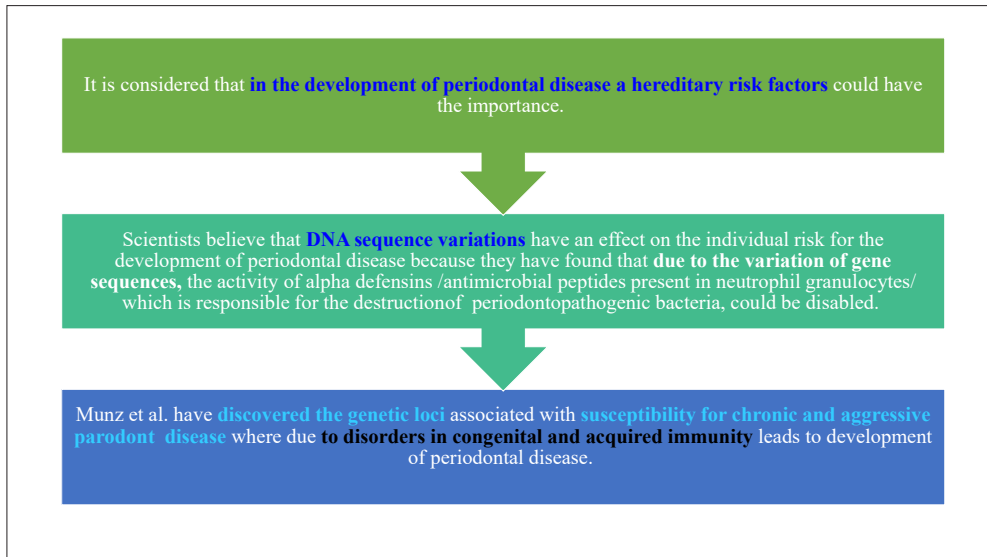 It is considered that in the development of periodontal disease a hereditary risk factors could have
the importance.
Scientists believe that DNA sequence variations have an effect on the individual risk for the
development of periodontal disease because they have found that due to the variation of gene
sequences, the activity of alpha defensins /antimicrobial peptides present in neutrophil granulocytes/
which is responsible for the destructionof periodontopathogenic bacteria, could be disabled.
Munz et al. have discovered the genetic loci associated with susceptibility for chronic and aggressive
parodont disease where due to disorders in congenital and acquired immunity leads to development
of periodontal disease.